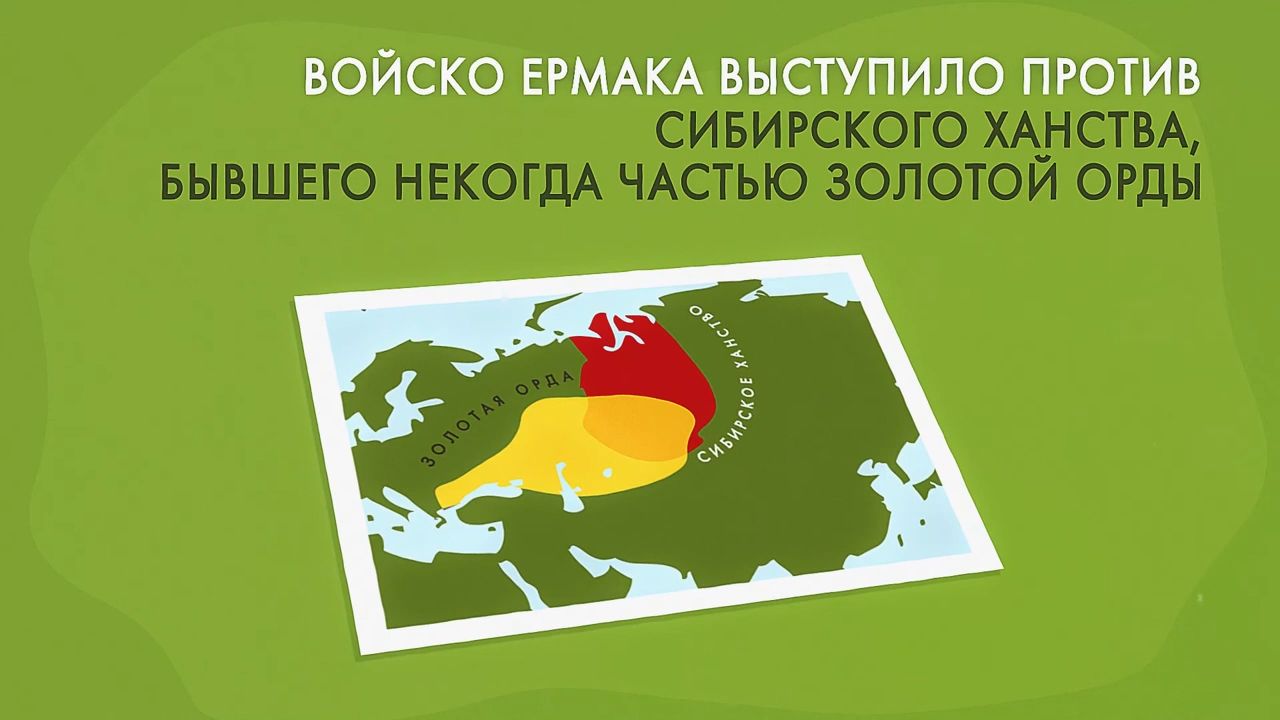 ВОЙСКО ЕРМАКА ВЫСТУПИЛО ПРОТИВ
СИБИРСКОГО ХАНСТВА,
БЫВШЕГО НЕКОГДА ЧАСТЬЮ ЗОЛОТОЙ ОРДЫ
ЗОЛОТАЯ ОРДА
СИБИРСКОЕ ХАНСТВО